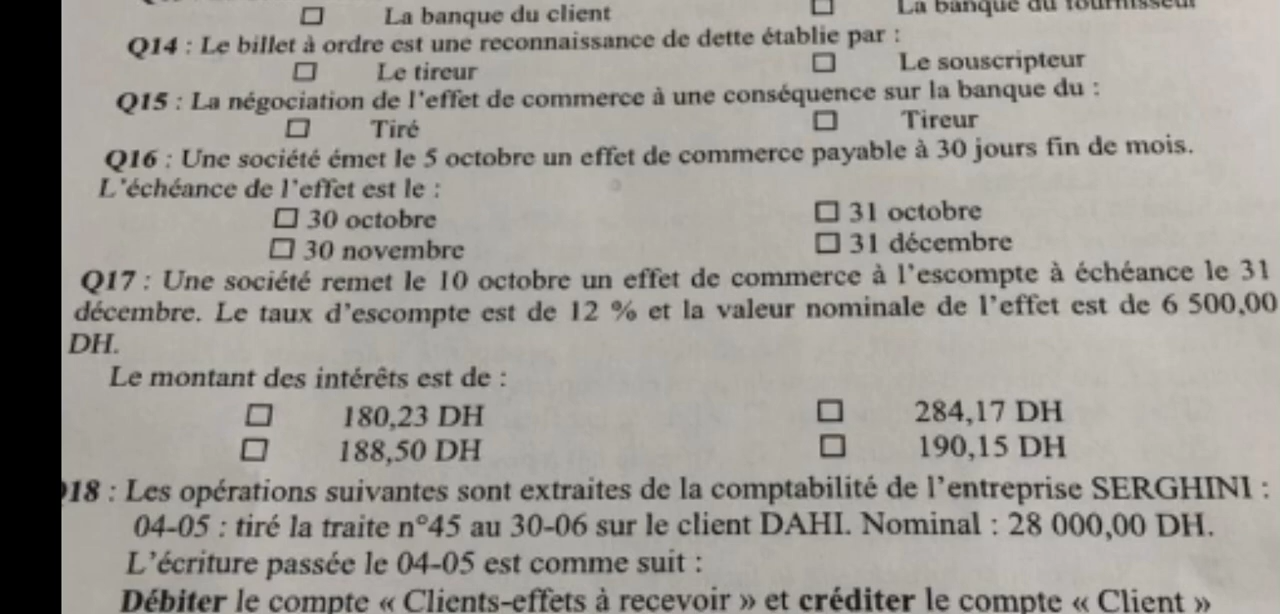 ☐ La banque du client ☐ La banque du fournisseur
Q14 : Le billet à ordre est une reconnaissance de dette établie par :
☐ Le tireur ☐ Le souscripteur
Q15 : La négociation de l'effet de commerce à une conséquence sur la banque du :
☐ Tiré ☐ Tireur
Q16 : Une société émet le 5 octobre un effet de commerce payable à 30 jours fin de mois.
L'échéance de l'effet est le :
☐ 30 octobre ☐ 31 octobre
☐ 30 novembre ☐ 31 décembre
Q17 : Une société remet le 10 octobre un effet de commerce à l'escompte à échéance le 31
décembre. Le taux d'escompte est de 12 % et la valeur nominale de l'effet est de 6 500,00
DH.
Le montant des intérêts est de :
☐ 180,23 DH ☐ 284,17 DH
☐ 188,50 DH ☐ 190,15 DH
18 : Les opérations suivantes sont extraites de la comptabilité de l'entreprise SERGHINI :
04-05 : tiré la traite n°45 au 30-06 sur le client DAHI. Nominal : 28 000,00 DH.
L'écriture passée le 04-05 est comme suit :
Débiter le compte « Clients-effets à recevoir » et créditer le compte « Client »